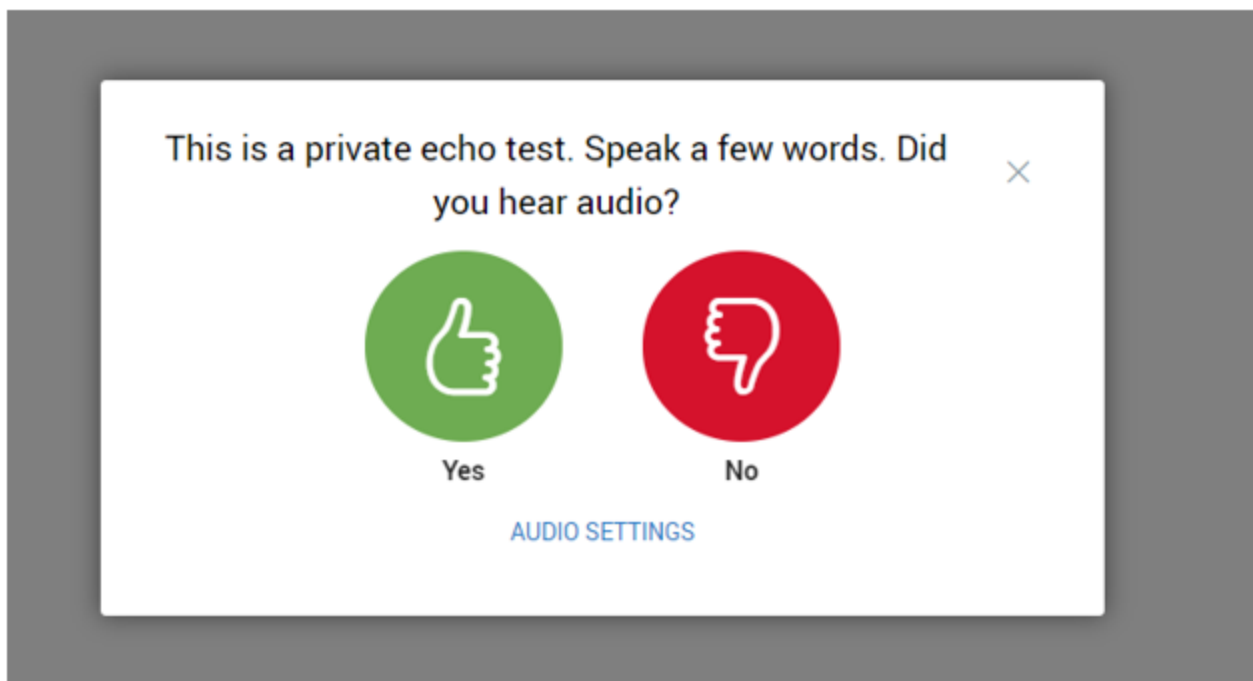 This is a private echo test. Speak a few words. Did
you hear audio?
Yes
No
AUDIO SETTINGS